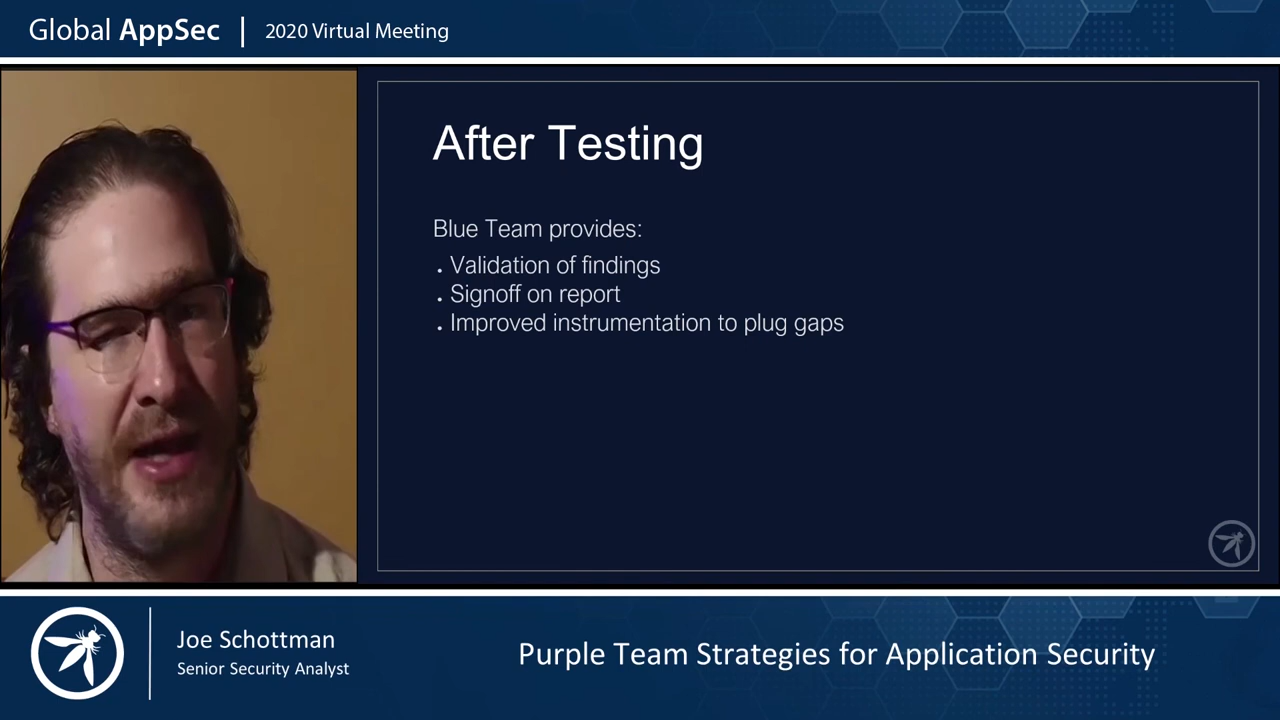 Global AppSec | 2020 Virtual Meeting
After Testing
Blue Team provides:
. Validation of findings
. Signoff on report
. Improved instrumentation to plug gaps
Joe Schottman
Senior Security Analyst
Purple Team Strategies for Application Security